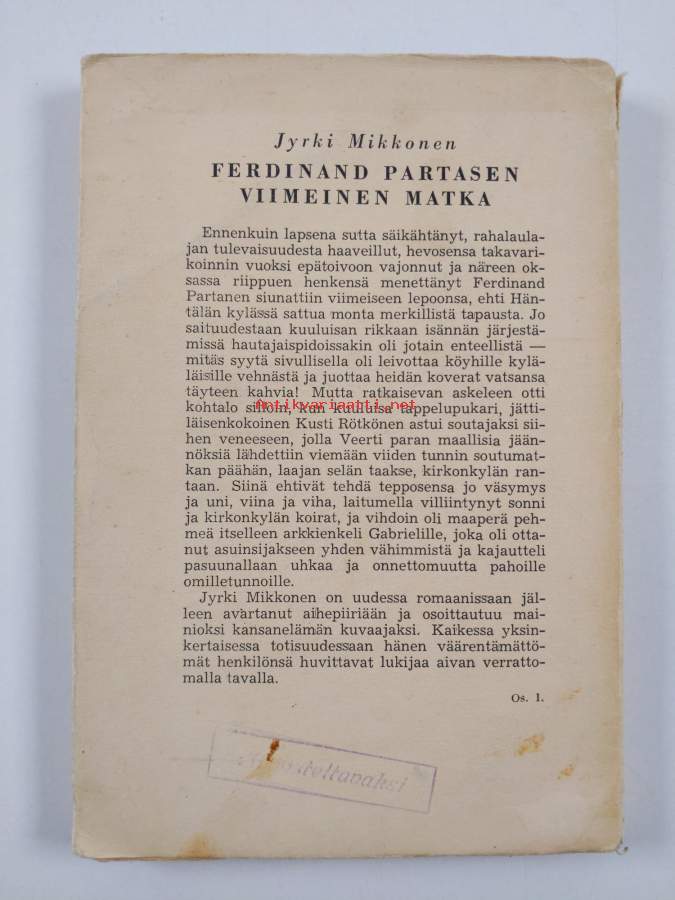 Jyrki Mikkonen
FERDINAND PARTASEN
VIIMEINEN MATKA
Ennenkuin lapsena sutta säikähtänyt, rahalaula-
jan tulevaisuudesta haaveillut, hevosensa takavari-
koinnin vuoksi epätoivoon vajonnut ja näreen ok-
sassa riippuen henkensä menettänyt Ferdinand
Partanen siunattiin viimeiseen lepoonsa, ehti Hän-
tälän kylässä sattua monta merkillistä tapausta. Jo
saituudestaan kuuluisan rikkaan isännän järjestä-
missä hautajaispidoissakin oli jotain enteellistä —
mitäs syytä sivullisella oli leivottaa köyhille kylä-
läisille vehnästä ja juottaa heidän koverat vatsansa
täyteen kahvia! Mutta ratkaisevan askeleen otti
antikvariaatti.net
kohtalo silloin, kun kuuluisa tappelupukari, jätti-
läisenkokoinen Kusti Rötkönen astui soutajaksi sii-
hen veneeseen, jolla Veerti paran maallisia jään-
nöksiä lähdettiin viemään viiden tunnin soutumat-
kan päähän, laajan selän taakse, kirkonkylän ran-
taan. Siinä ehtivät tehdä tepposensa jo väsymys
ja uni, viina ja viha, laitumella villiintynyt sonni
ja kirkonkylän koirat, ja vihdoin oli maaperä peh-
meä itselleen arkkienkeli Gabrielille, joka oli otta-
nut asuinsijakseen yhden vähimmistä ja kajautteli
pasuunallaan uhkaa ja onnettomuutta pahoille
omilletunnoille.
Jyrki Mikkonen on uudessa romaanissaan jäl-
leen avartanut aihepiiriään ja osoittautuu mai-
nioksi kansanelämän kuvaajaksi. Kaikessa yksin-
kertaisessa totisuudessaan hänen väärentämättö-
mät henkilönsä huvittavat lukijaa aivan verratto-
malla tavalla.
Os. 1.